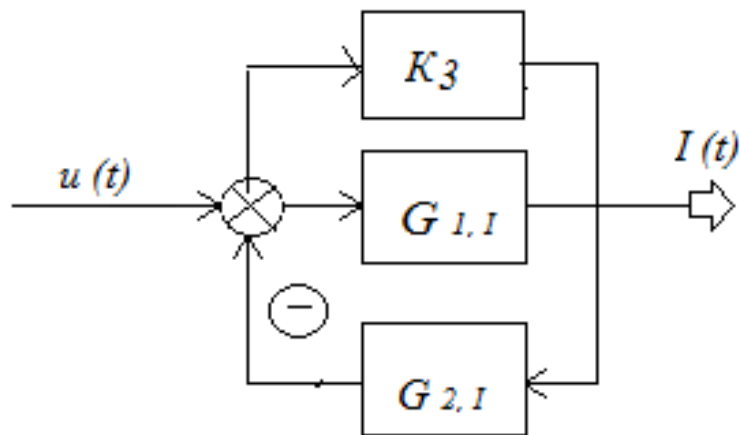 K3
I (t)
u (t)
G 1, I
−
G 2, I